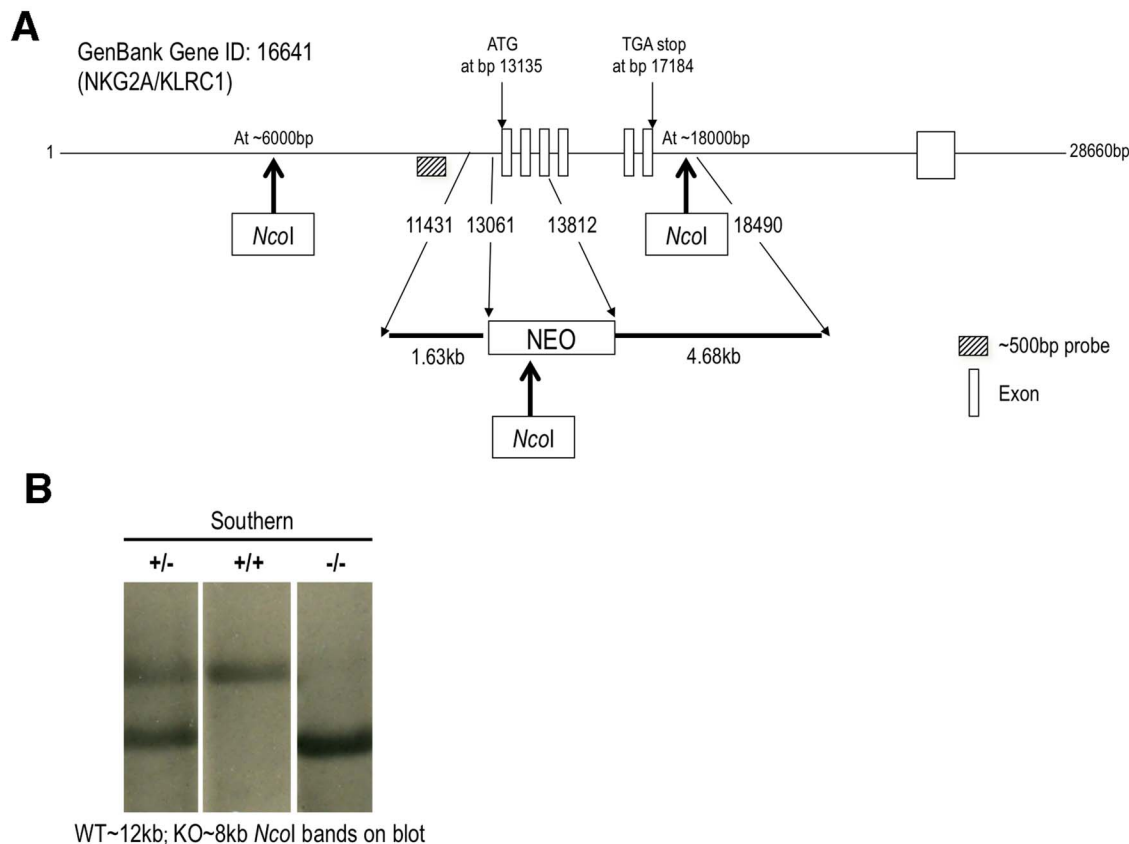 A
GenBank Gene ID: 16641
(NKG2A/KLRC1)
ATG
at bp 13135
TGA stop
at bp 17184
At ~6000bp
At ~18000bp
1
28660bp
NcoI
NcoI
11431
13061
13812
18490
NEO
1.63kb
4.68kb
NcoI
~500bp probe
Exon
B
Southern
+/-
+/+
-/-
WT~12kb; KO~8kb NcoI bands on blot